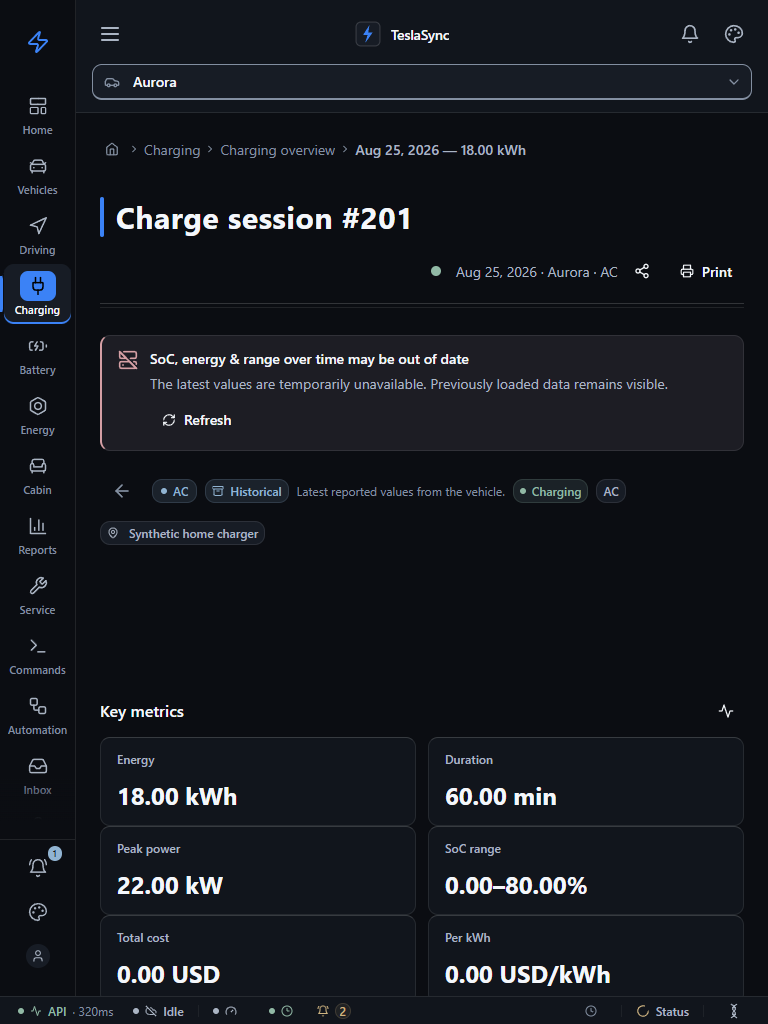 TeslaSync
Aurora
Home
Vehicles
Driving
Charging
Battery
Energy
Cabin
Reports
Service
Commands
Automation
Inbox
1
Charging
Charging overview
Aug 25, 2026 — 18.00 kWh
Charge session #201
Aug 25, 2026 · Aurora · AC
Print
SoC, energy & range over time may be out of date
The latest values are temporarily unavailable. Previously loaded data remains visible.
Refresh
AC
Historical
Latest reported values from the vehicle.
Charging
AC
Synthetic home charger
Key metrics
Energy
18.00 kWh
Duration
60.00 min
Peak power
22.00 kW
SoC range
0.00–80.00%
Total cost
0.00 USD
Per kWh
0.00 USD/kWh
API · 320ms
Idle
2
Status